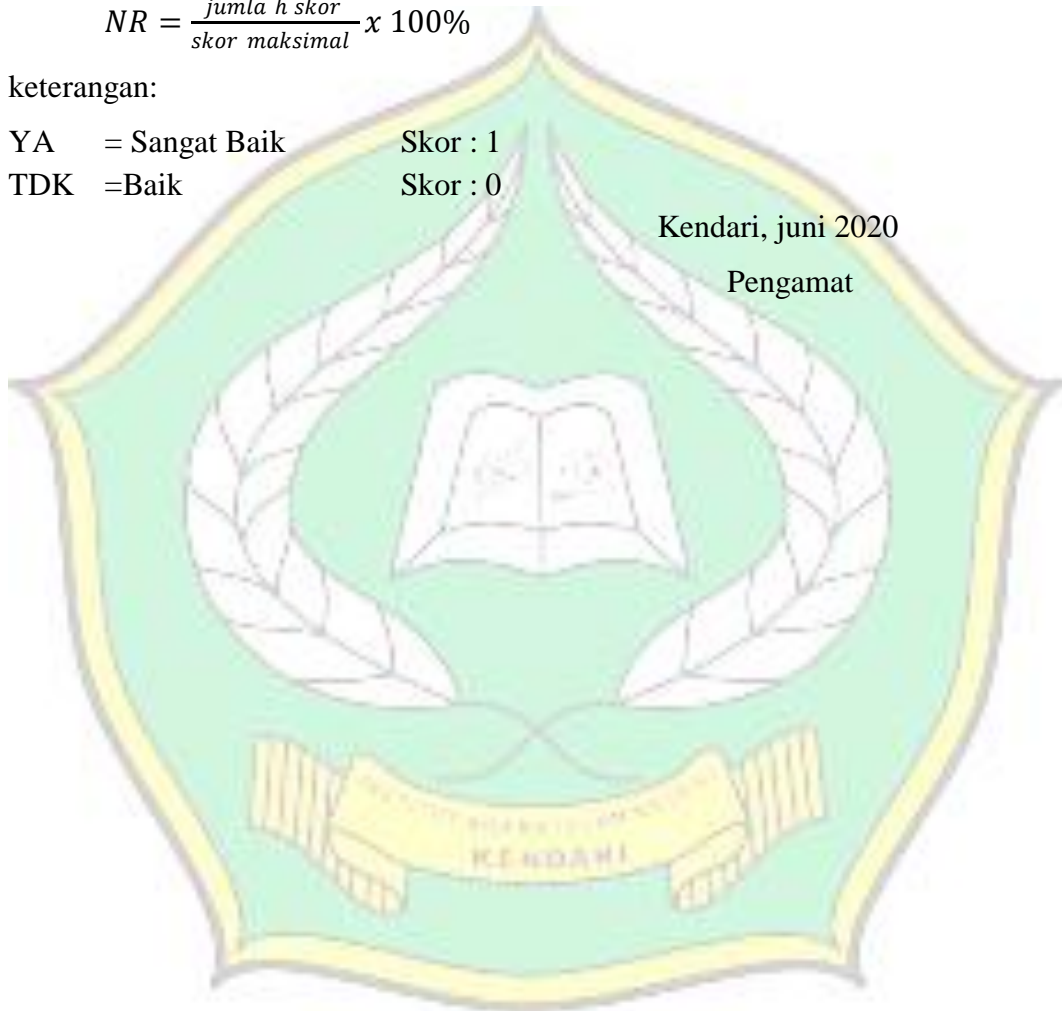 NR = jumla h skor / skor maksimal x 100%
keterangan:
YA = Sangat Baik Skor : 1
TDK =Baik Skor : 0
Kendari, juni 2020
Pengamat
KENDARI